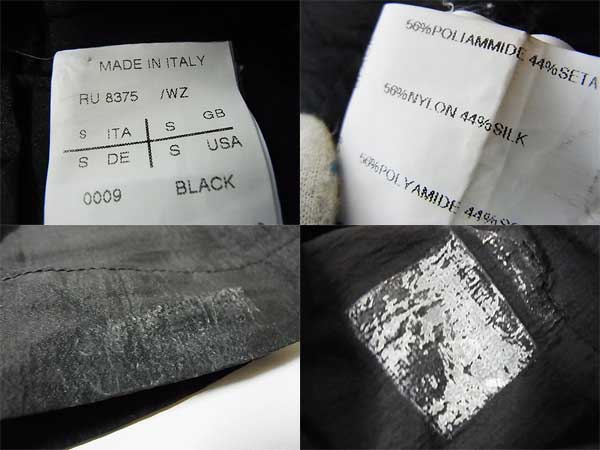 MADE IN ITALY
RU 8375 /WZ
S ITA S GB
S DE S USA
0009 BLACK
56%POLIAMMIDE 44%SETA
56%NYLON 44%SILK
56%POLYAMIDE